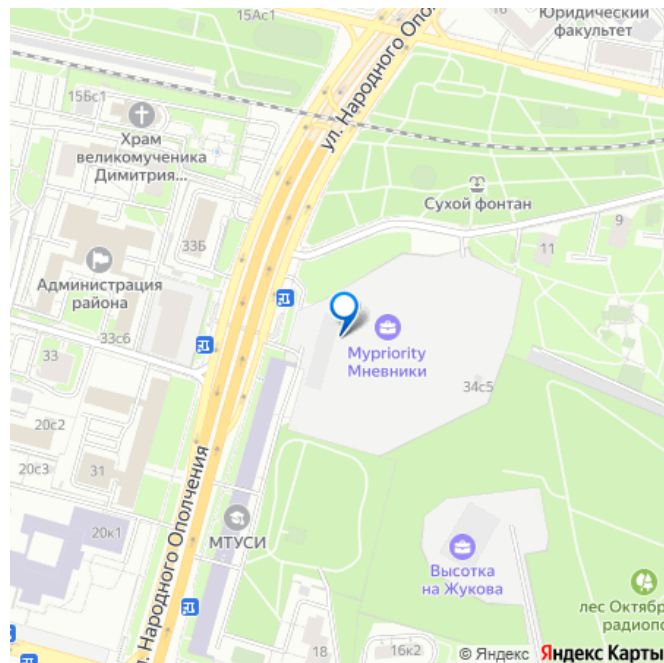 15Ас1
Юридический
факультет
ул. Народного Опо
15Бс1
Храм
великомученика
Димитрия...
Сухой фонтан
9
11
33Б
Администрация
района
33с6
33
Mypriority
Мневники
34с5
20с2
20с3
31
20к1
МТУСИ
ул. Народного Ополчения
Высотка
на Жукова
лес Октябр
радиопо
18
16к2
© Яндекс Яндекс Карты